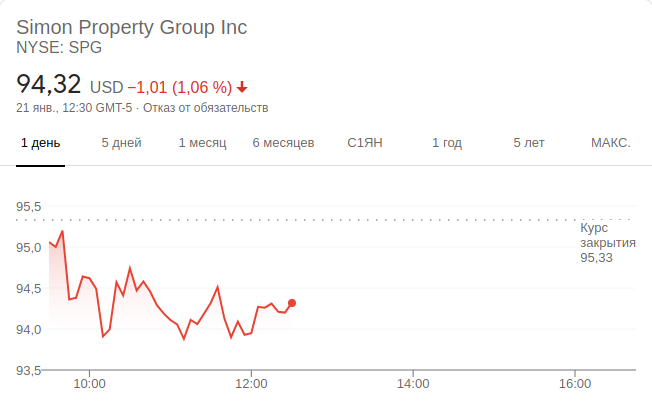 Simon Property Group Inc
NYSE: SPG
94,32 USD −1,01 (1,06 %)
21 янв., 12:30 GMT-5 · Отказ от обязательств
1 день 5 дней 1 месяц 6 месяцев С1ЯН 1 год 5 лет МАКС.
95,5
Курс
закрытия
95,33
95,0
94,5
94,0
93,5
10:00 12:00 14:00 16:00